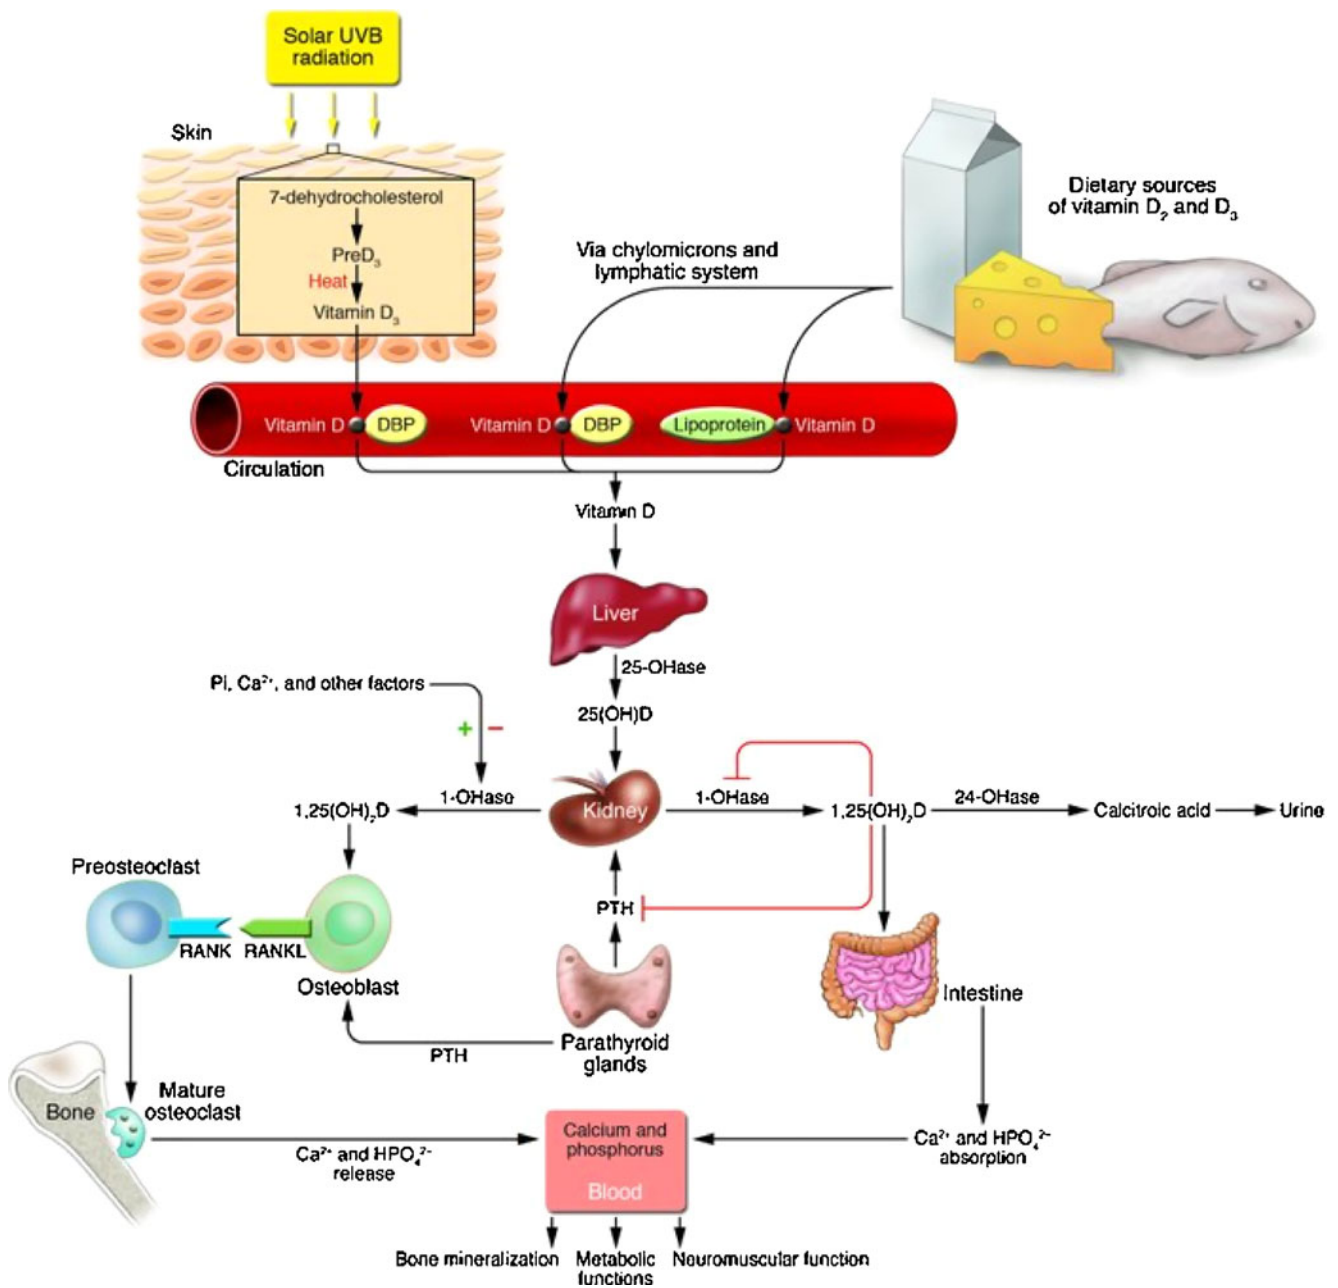 Solar UVB
radiation
Skin
7-dehydrocholesterol
PreD₃
Heat
Vitamin D₃
Via chylomicrons and
lymphatic system
Dietary sources
of vitamin D₂ and D₃
Vitamin D
DBP
Vitamin D
DBP
Lipoprotein
Vitamin D
Circulation
Vitamin D
Liver
25-OHase
25(OH)D
Pi, Ca²⁺, and other factors
+
−
1-OHase
Kidney
1-OHase
1,25(OH)₂D
1,25(OH)₂D
24-OHase
Calcitroic acid
Urine
Preosteoclast
RANK
RANKL
Osteoblast
PTH
Parathyroid
glands
PTH
Intestine
Bone
Mature
osteoclast
Ca²⁺ and HPO₄²⁻
release
Calcium and
phosphorus
Blood
Ca²⁺ and HPO₄²⁻
absorption
Bone mineralization
Metabolic
functions
Neuromuscular function